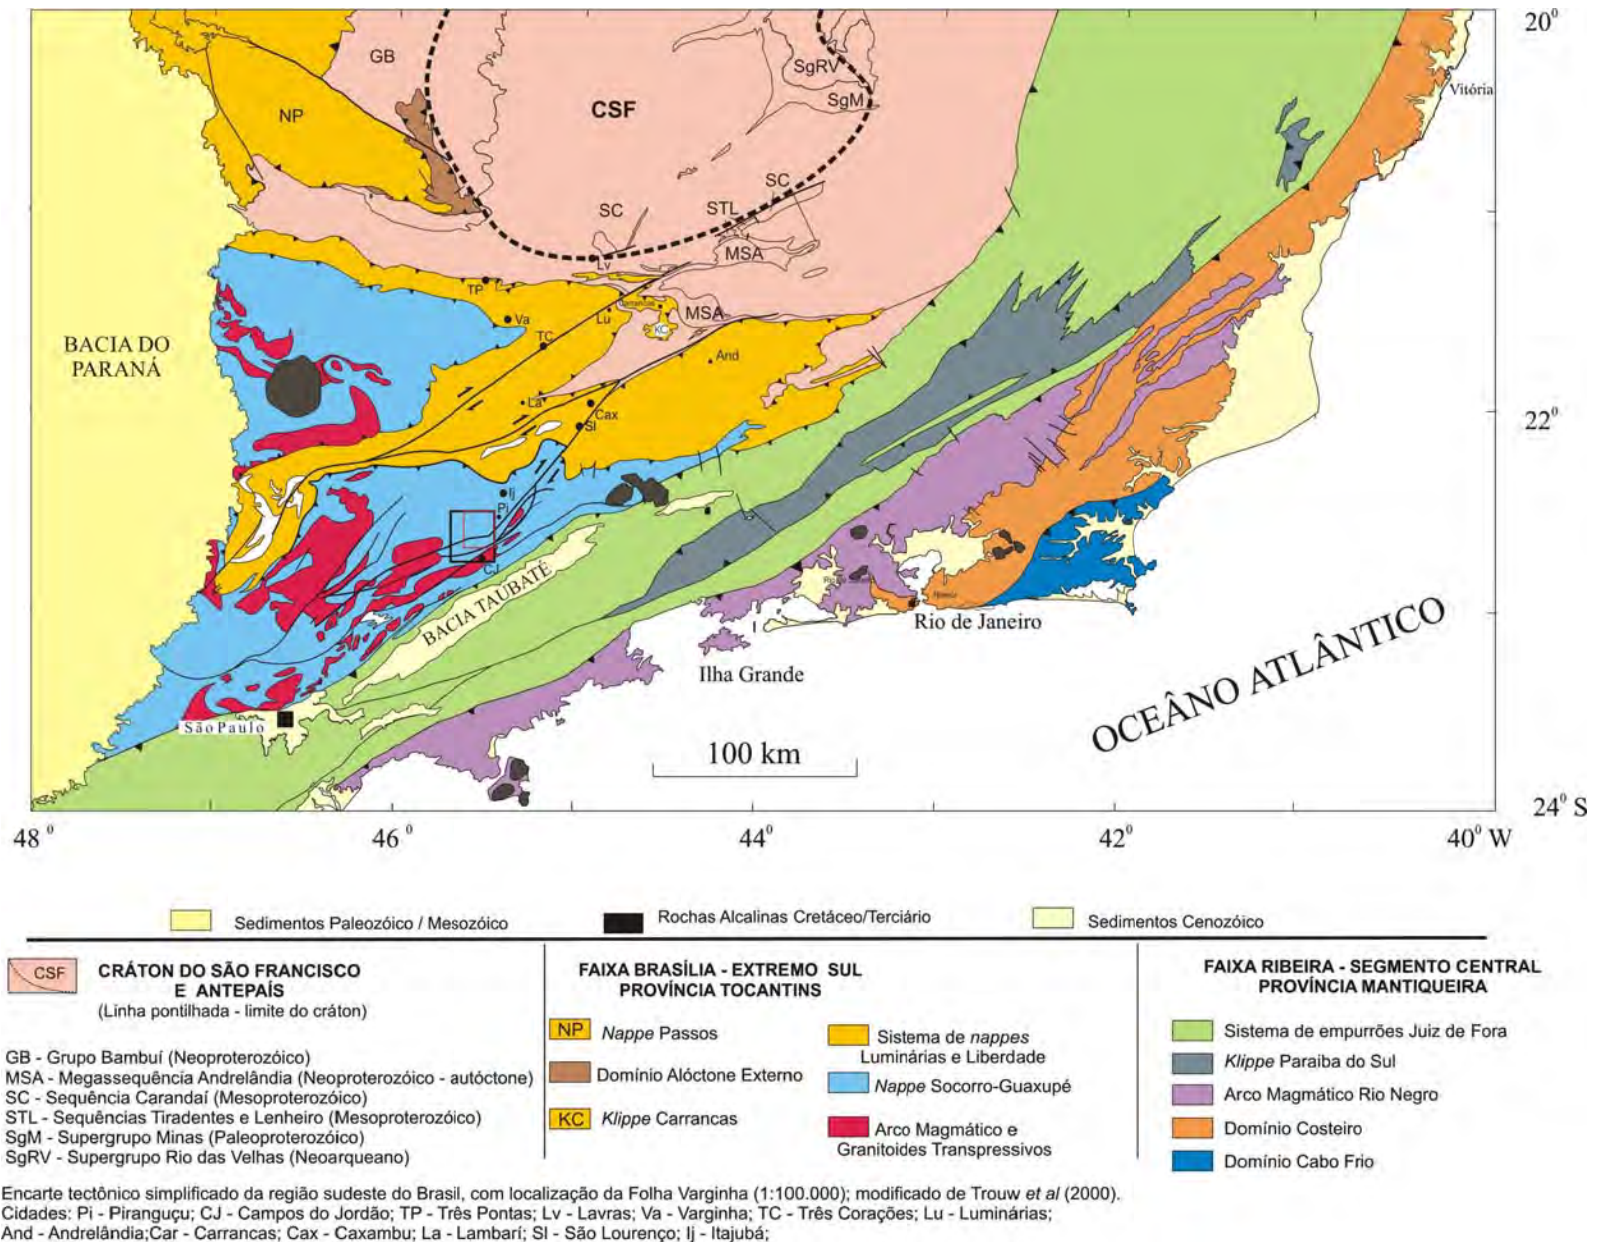 20⁰
GB
SgRV
Vitória
SgM
CSF
NP
SC
SC
STL
MSA
Lv
TP
Carrancas
Va
Lu
MSA
KC
BACIA DO
PARANÁ
TC
And
La
Cax
22⁰
Sl
Ij
Pi
CJ
BACIA TAUBATÉ
Rio de Janeiro
OCEÂNO ATLÂNTICO
Ilha Grande
São Paulo
100 km
24⁰ S
48⁰
46⁰
44⁰
42⁰
40⁰ W
Sedimentos Paleozóico / Mesozóico
Rochas Alcalinas Cretáceo/Terciário
Sedimentos Cenozóico
CSF
CRÁTON DO SÃO FRANCISCO
E ANTEPAÍS
(Linha pontilhada - limite do cráton)
GB - Grupo Bambuí (Neoproterozóico)
MSA - Megassequência Andrelândia (Neoproterozóico - autóctone)
SC - Sequência Carandaí (Mesoproterozóico)
STL - Sequências Tiradentes e Lenheiro (Mesoproterozóico)
SgM - Supergrupo Minas (Paleoproterozóico)
SgRV - Supergrupo Rio das Velhas (Neoarqueano)
FAIXA BRASÍLIA - EXTREMO SUL
PROVÍNCIA TOCANTINS
NP Nappe Passos
Domínio Alóctone Externo
KC Klippe Carrancas
Sistema de nappes
Luminárias e Liberdade
Nappe Socorro-Guaxupé
Arco Magmático e
Granitoides Transpressivos
FAIXA RIBEIRA - SEGMENTO CENTRAL
PROVÍNCIA MANTIQUEIRA
Sistema de empurrões Juiz de Fora
Klippe Paraiba do Sul
Arco Magmático Rio Negro
Domínio Costeiro
Domínio Cabo Frio
Encarte tectônico simplificado da região sudeste do Brasil, com localização da Folha Varginha (1:100.000); modificado de Trouw et al (2000).
Cidades: Pi - Piranguçu; CJ - Campos do Jordão; TP - Três Pontas; Lv - Lavras; Va - Varginha; TC - Três Corações; Lu - Luminárias;
And - Andrelândia;Car - Carrancas; Cax - Caxambu; La - Lambarí; Sl - São Lourenço; Ij - Itajubá;